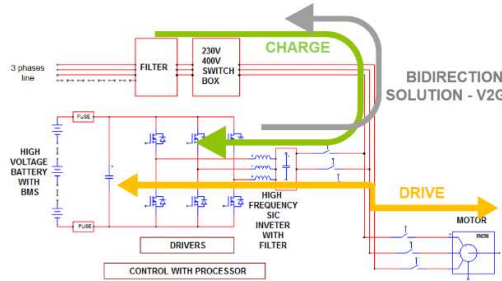 CHARGE
BIDIRECTION
SOLUTION - V2G
3 phases
line
FILTER
230V
400V
SWITCH
BOX
FUSE
HIGH
VOLTAGE
BATTERY
WITH
BMS
FUSE
HIGH
FREQUENCY
SIC
INVETER
WITH
FILTER
DRIVE
MOTOR
DRIVERS
CONTROL WITH PROCESSOR